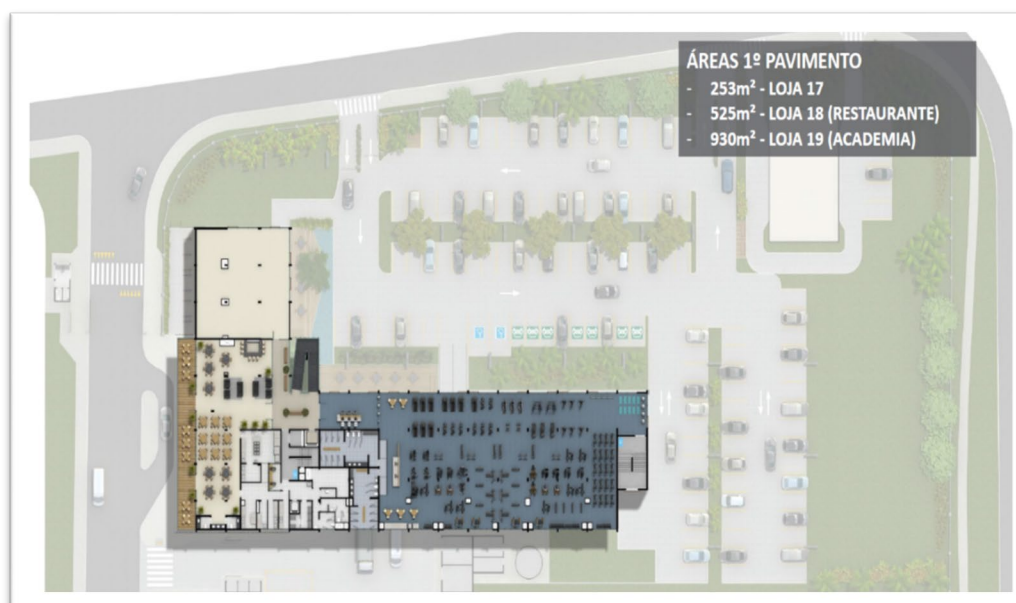 ÁREAS 1º PAVIMENTO
- 253m² - LOJA 17
- 525m² - LOJA 18 (RESTAURANTE)
- 930m² - LOJA 19 (ACADEMIA)